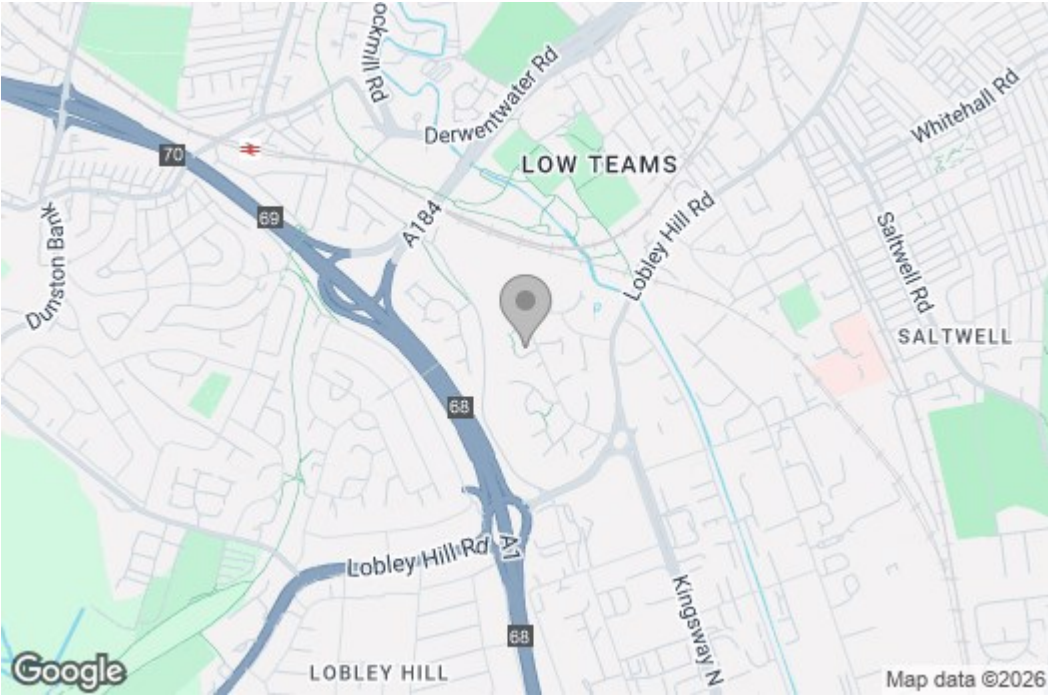 ockmill Rd
Derwentwater Rd
Whitehall Rd
70
LOW TEAMS
69
A184
Lobley Hill Rd
Saltwell Rd
Dunston Bank
SALTWELL
68
Lobley Hill Rd
A1
Kingsway N
68
LOBLEY HILL
Google
Map data ©2026